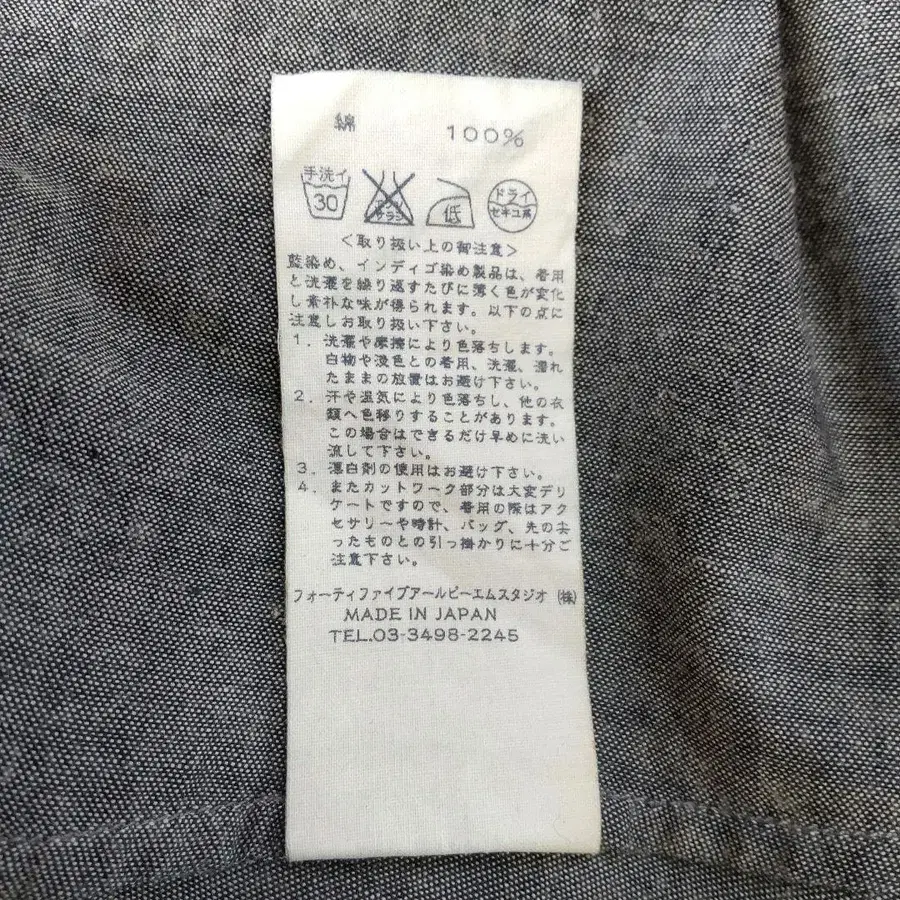 綿 100%
手洗イ
30 エンソサラシ 低 ドライ セキユ系
<取り扱い上の御注意>
藍染め、インディゴ染め製品は、着用
と洗濯を繰り返すたびに薄く色が変化
し素朴な味が得られます。以下の点に
注意しお取り扱い下さい。
1. 洗濯や摩擦により色落ちします。
白物や淡色との着用、洗濯、濡れ
たままの放置はお避け下さい。
2. 汗や湿気により色落ちし、他の衣
類へ色移りすることがあります。
この場合はできるだけ早めに洗い
流して下さい。
3. 漂白剤の使用はお避け下さい。
4. またカットワーク部分は大変デリ
ケートですので、着用の際はアク
セサリーや時計、バッグ、先の尖
ったものとの引っ掛かりに十分ご
注意下さい。
フォーティファイブアールピーエムスタジオ(株)
MADE IN JAPAN
TEL.03-3498-2245